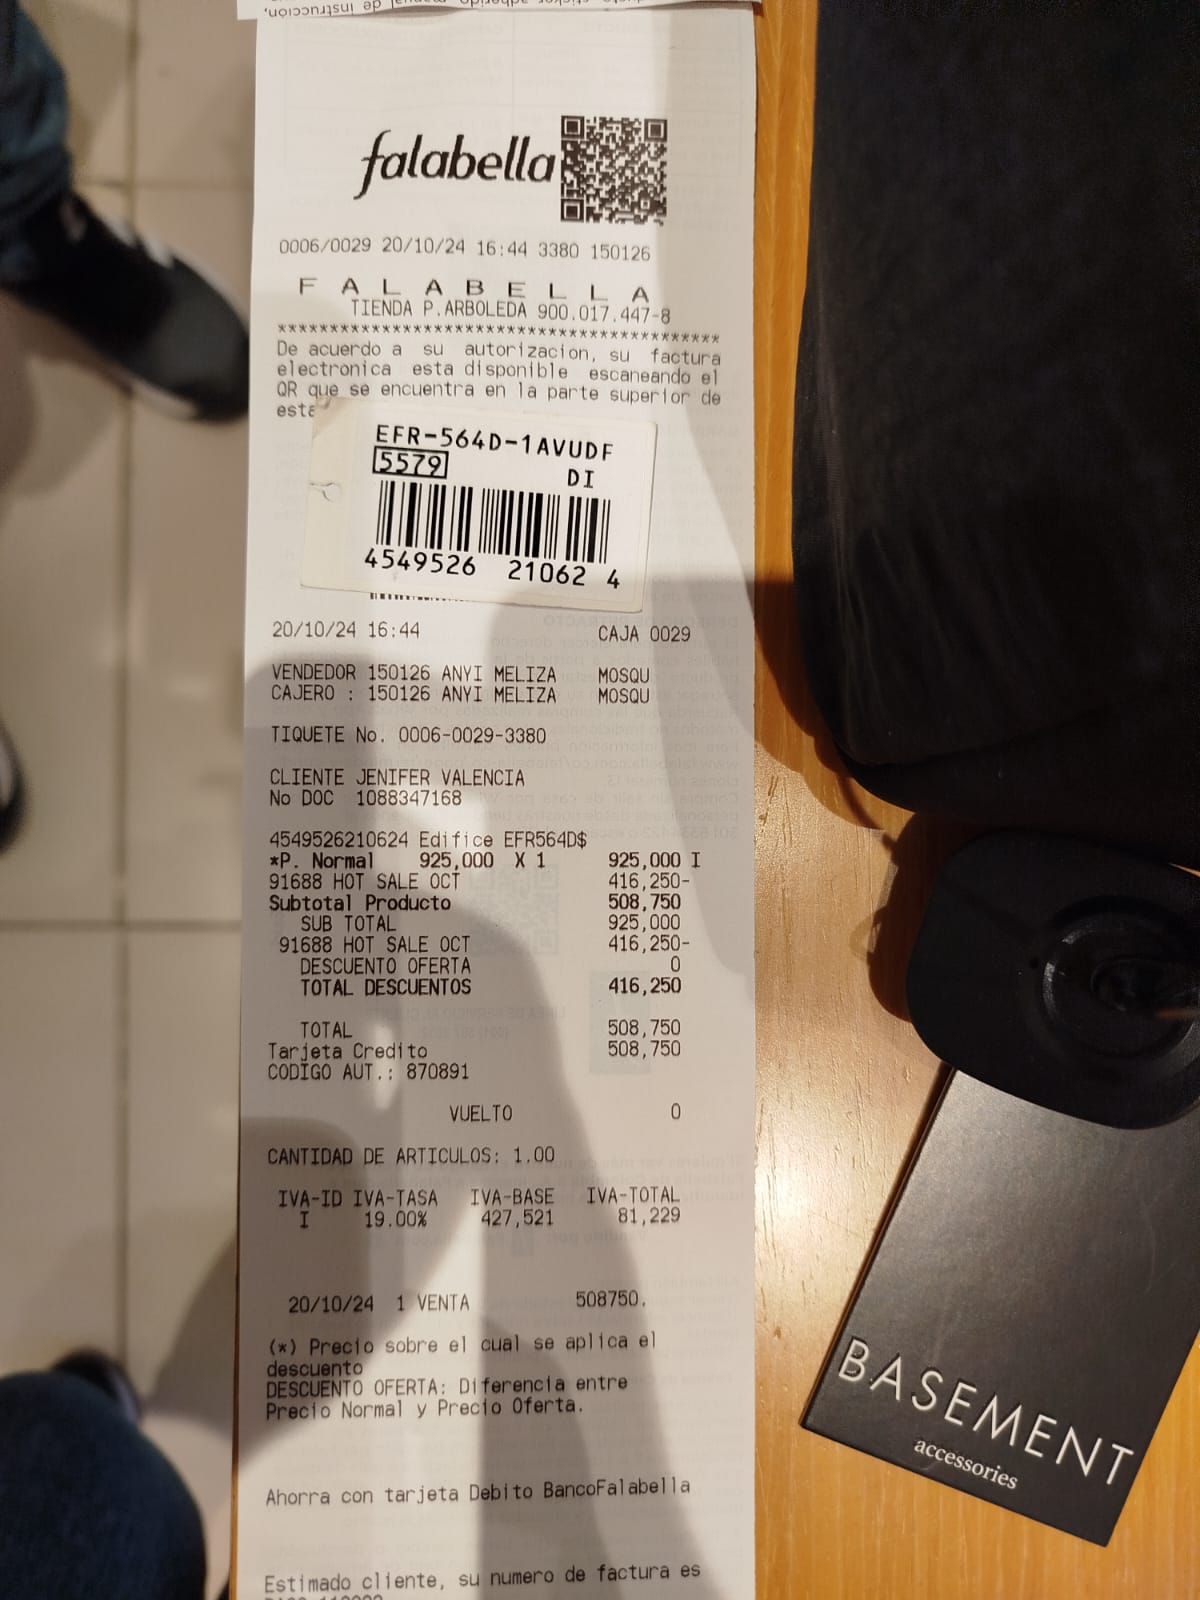 falabella
0006/0029 20/10/24 16:44 3380 150126
F A L A B E L L A
TIENDA P.ARBOLEDA 900.017.447-8
******************************************
De acuerdo a su autorizacion, su factura
electronica esta disponible escaneando el
QR que se encuentra en la parte superior de
esta
EFR-564D-1AVUDF
5579 DI
4549526 21062 4
20/10/24 16:44 CAJA 0029
VENDEDOR 150126 ANYI MELIZA MOSQU
CAJERO : 150126 ANYI MELIZA MOSQU
TIQUETE No. 0006-0029-3380
CLIENTE JENIFER VALENCIA
No DOC 1088347168
4549526210624 Edifice EFR564D$
*P. Normal 925,000 X 1 925,000 I
91688 HOT SALE OCT 416,250-
Subtotal Producto 508,750
SUB TOTAL 925,000
91688 HOT SALE OCT 416,250-
DESCUENTO OFERTA 0
TOTAL DESCUENTOS 416,250
TOTAL 508,750
Tarjeta Credito 508,750
CODIGO AUT.: 870891
VUELTO 0
CANTIDAD DE ARTICULOS: 1.00
IVA-ID IVA-TASA IVA-BASE IVA-TOTAL
I 19.00% 427,521 81,229
20/10/24 1 VENTA 508750.
(*) Precio sobre el cual se aplica el
descuento
DESCUENTO OFERTA: Diferencia entre
Precio Normal y Precio Oferta.
Ahorra con tarjeta Debito BancoFalabella
Estimado cliente, su numero de factura es
BASEMENT
accessories